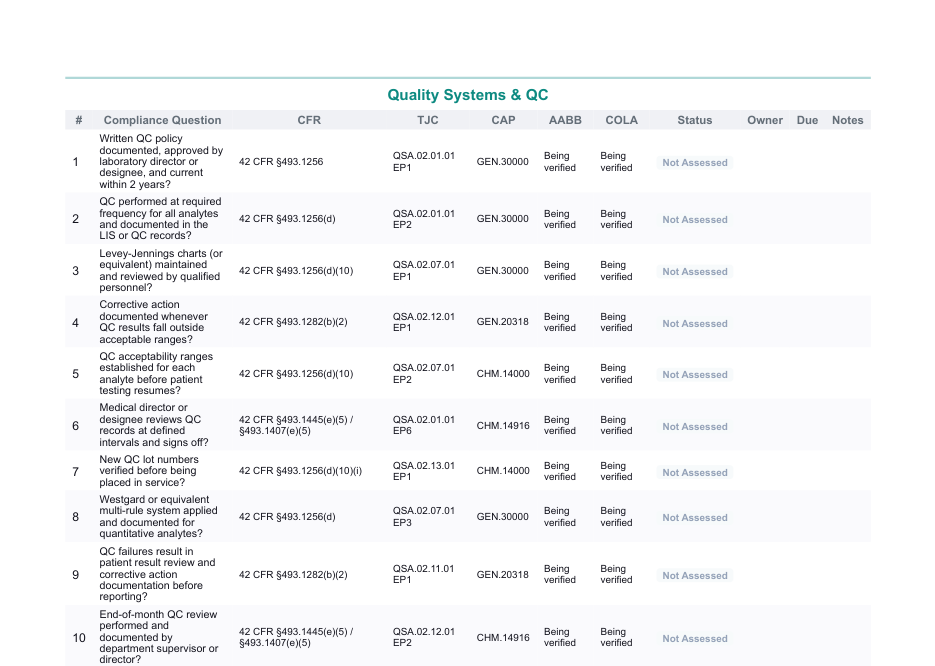 Quality Systems & QC
# Compliance Question CFR TJC CAP AABB COLA Status Owner Due Notes
1
Written QC policy
documented, approved by
laboratory director or
designee, and current
within 2 years?
42 CFR §493.1256
QSA.02.01.01
EP1
GEN.30000
Being
verified
Being
verified
Not Assessed
2
QC performed at required
frequency for all analytes
and documented in the
LIS or QC records?
42 CFR §493.1256(d)
QSA.02.01.01
EP2
GEN.30000
Being
verified
Being
verified
Not Assessed
3
Levey-Jennings charts (or
equivalent) maintained
and reviewed by qualified
personnel?
42 CFR §493.1256(d)(10)
QSA.02.07.01
EP1
GEN.30000
Being
verified
Being
verified
Not Assessed
4
Corrective action
documented whenever
QC results fall outside
acceptable ranges?
42 CFR §493.1282(b)(2)
QSA.02.12.01
EP1
GEN.20318
Being
verified
Being
verified
Not Assessed
5
QC acceptability ranges
established for each
analyte before patient
testing resumes?
42 CFR §493.1256(d)(10)
QSA.02.07.01
EP2
CHM.14000
Being
verified
Being
verified
Not Assessed
6
Medical director or
designee reviews QC
records at defined
intervals and signs off?
42 CFR §493.1445(e)(5) /
§493.1407(e)(5)
QSA.02.01.01
EP6
CHM.14916
Being
verified
Being
verified
Not Assessed
7
New QC lot numbers
verified before being
placed in service?
42 CFR §493.1256(d)(10)(i)
QSA.02.13.01
EP1
CHM.14000
Being
verified
Being
verified
Not Assessed
8
Westgard or equivalent
multi-rule system applied
and documented for
quantitative analytes?
42 CFR §493.1256(d)
QSA.02.07.01
EP3
GEN.30000
Being
verified
Being
verified
Not Assessed
9
QC failures result in
patient result review and
corrective action
documentation before
reporting?
42 CFR §493.1282(b)(2)
QSA.02.11.01
EP1
GEN.20318
Being
verified
Being
verified
Not Assessed
10
End-of-month QC review
performed and
documented by
department supervisor or
director?
42 CFR §493.1445(e)(5) /
§493.1407(e)(5)
QSA.02.12.01
EP2
CHM.14916
Being
verified
Being
verified
Not Assessed